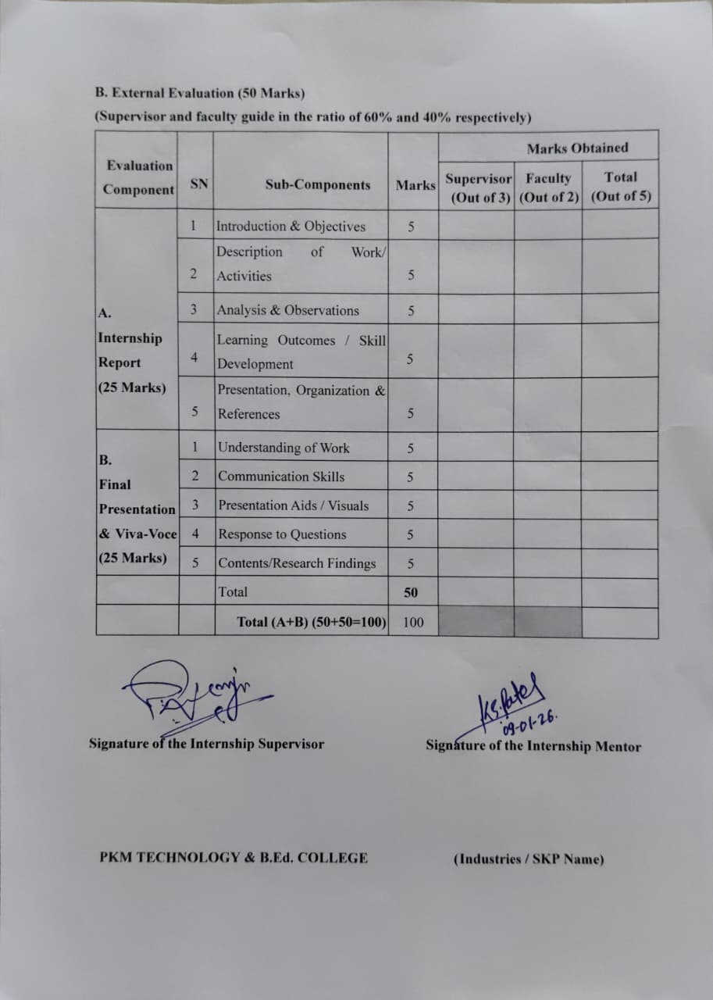 B. External Evaluation (50 Marks)
(Supervisor and faculty guide in the ratio of 60% and 40% respectively)
Evaluation Component SN Sub-Components Marks Marks Obtained
Supervisor (Out of 3) Faculty (Out of 2) Total (Out of 5)
A. Internship Report (25 Marks)
1 Introduction & Objectives 5
2 Description of Work/ Activities 5
3 Analysis & Observations 5
4 Learning Outcomes / Skill Development 5
5 Presentation, Organization & References 5
B. Final Presentation & Viva-Voce (25 Marks)
1 Understanding of Work 5
2 Communication Skills 5
3 Presentation Aids / Visuals 5
4 Response to Questions 5
5 Contents/Research Findings 5
Total 50
Total (A+B) (50+50=100) 100
K.S.Patel
09-01-26.
Signature of the Internship Supervisor Signature of the Internship Mentor
PKM TECHNOLOGY & B.Ed. COLLEGE (Industries / SKP Name)